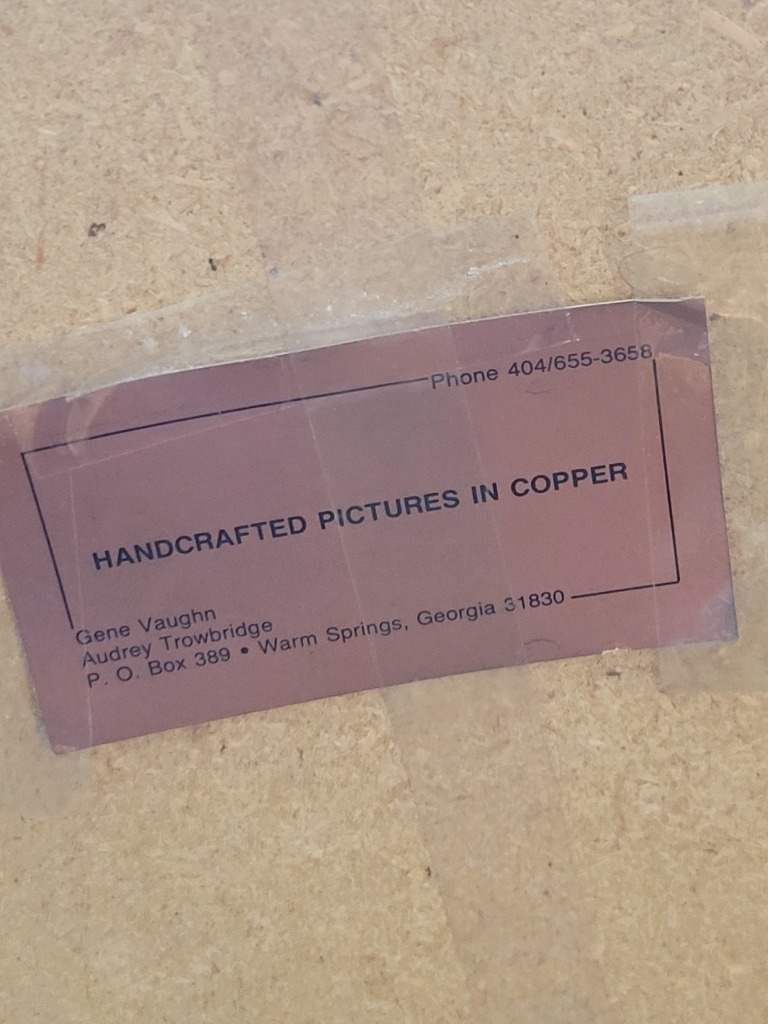 Phone 404/655-3658
HANDCRAFTED PICTURES IN COPPER
Gene Vaughn
Audrey Trowbridge
P. O. Box 389 • Warm Springs, Georgia 31830